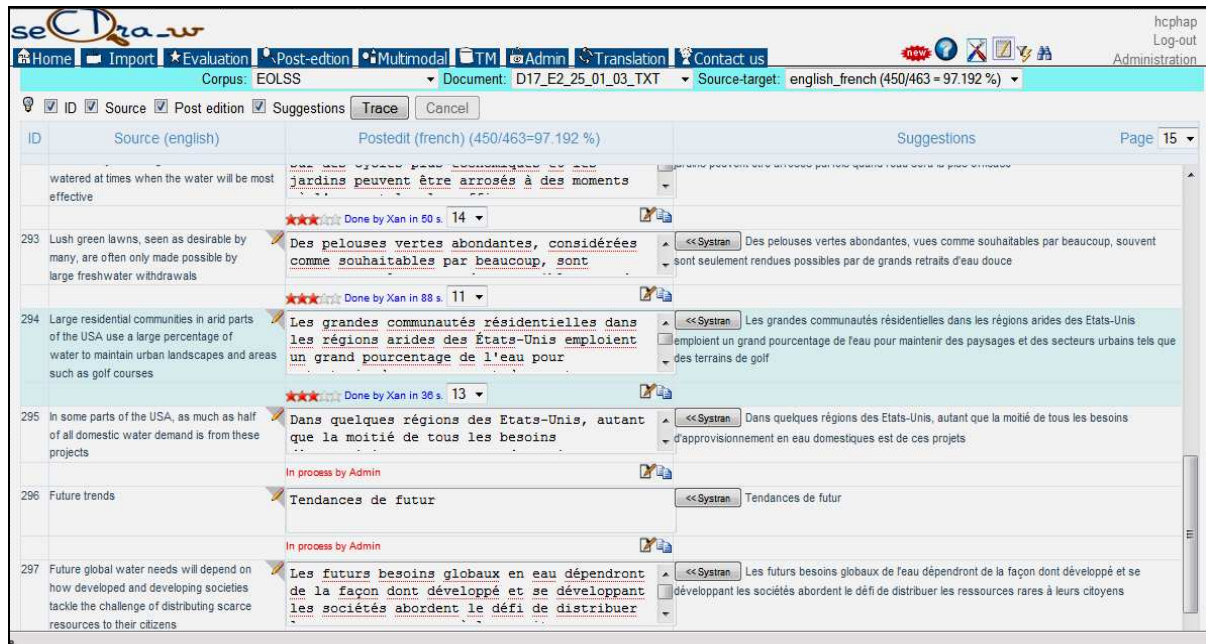 seCTra_w
hcphap
Log-out
Administration
Home Import Evaluation Post-edtion Multimodal TM Admin Translation Contact us new
Corpus: EOLSS Document: D17_E2_25_01_03_TXT Source-target: english_french (450/463 = 97.192 %)
ID Source Post edition Suggestions Trace Cancel
ID Source (english) Postedit (french) (450/463=97.192 %) Suggestions Page 15
watered at times when the water will be most
effective
sur des cycles plus économiques et les
jardins peuvent être arrosés à des moments
Done by Xan in 50 s. 14
293 Lush green lawns, seen as desirable by
many, are often only made possible by
large freshwater withdrawals
Des pelouses vertes abondantes, considérées
comme souhaitables par beaucoup, sont
<< Systran Des pelouses vertes abondantes, vues comme souhaitables par beaucoup, souvent
sont seulement rendues possibles par de grands retraits d'eau douce
Done by Xan in 88 s. 11
294 Large residential communities in arid parts
of the USA use a large percentage of
water to maintain urban landscapes and areas
such as golf courses
Les grandes communautés résidentielles dans
les régions arides des États-Unis emploient
un grand pourcentage de l'eau pour
<< Systran Les grandes communautés résidentielles dans les régions arides des Etats-Unis
emploient un grand pourcentage de l'eau pour maintenir des paysages et des secteurs urbains tels que
des terrains de golf
Done by Xan in 36 s. 13
295 In some parts of the USA, as much as half
of all domestic water demand is from these
projects
Dans quelques régions des Etats-Unis, autant
que la moitié de tous les besoins
<< Systran Dans quelques régions des Etats-Unis, autant que la moitié de tous les besoins
d'approvisionnement en eau domestiques est de ces projets
In process by Admin
296 Future trends
Tendances de futur
<< Systran Tendances de futur
In process by Admin
297 Future global water needs will depend on
how developed and developing societies
tackle the challenge of distributing scarce
resources to their citizens
Les futurs besoins globaux en eau dépendront
de la façon dont développé et se développant
les sociétés abordent le défi de distribuer
<< Systran Les futurs besoins globaux de l'eau dépendront de la façon dont développé et se
développant les sociétés abordent le défi de distribuer les ressources rares à leurs citoyens